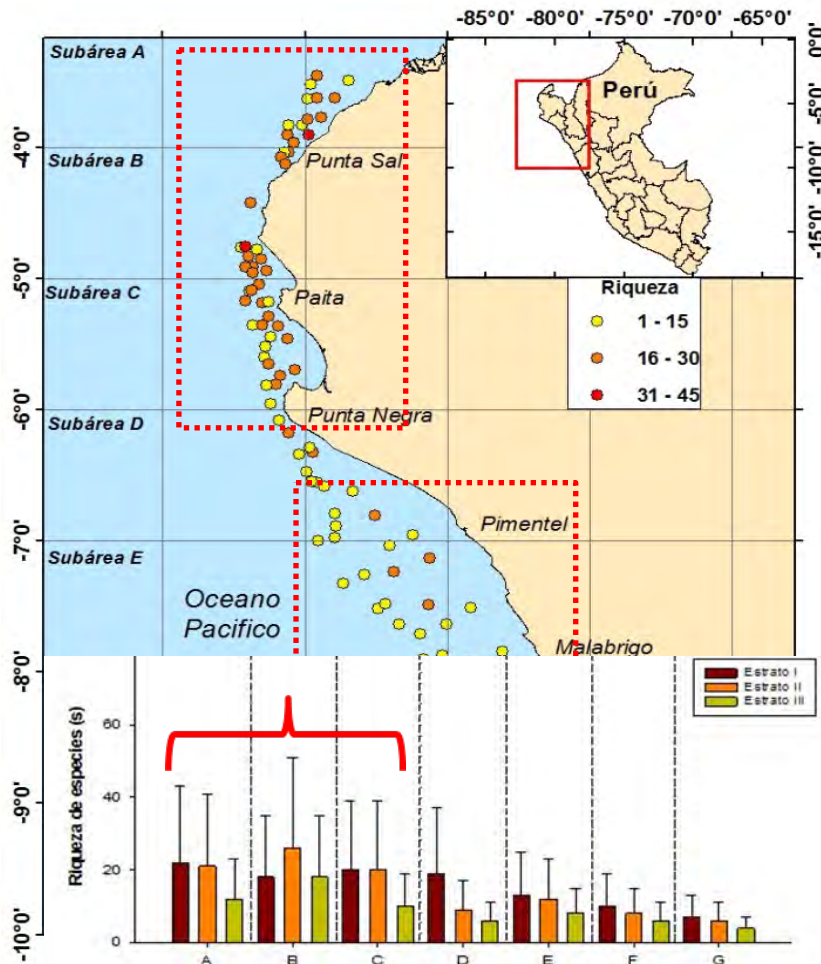 -85°0' -80°0' -75°0' -70°0' -65°0'
0°0'
-5°0'
-10°0'
-15°0'
Perú
Subárea A
-4°0'
Subárea B
Punta Sal
-5°0'
Subárea C
Paita
Riqueza
1 - 15
16 - 30
31 - 45
-6°0'
Subárea D
Punta Negra
Pimentel
-7°0'
Subárea E
Oceano
Pacifico
Malabrigo
-8°0'
-9°0'
-10°0'
Estrato I
Estrato II
Estrato III
Riqueza de especies (s)
60
40
20
0
A B C D E F G